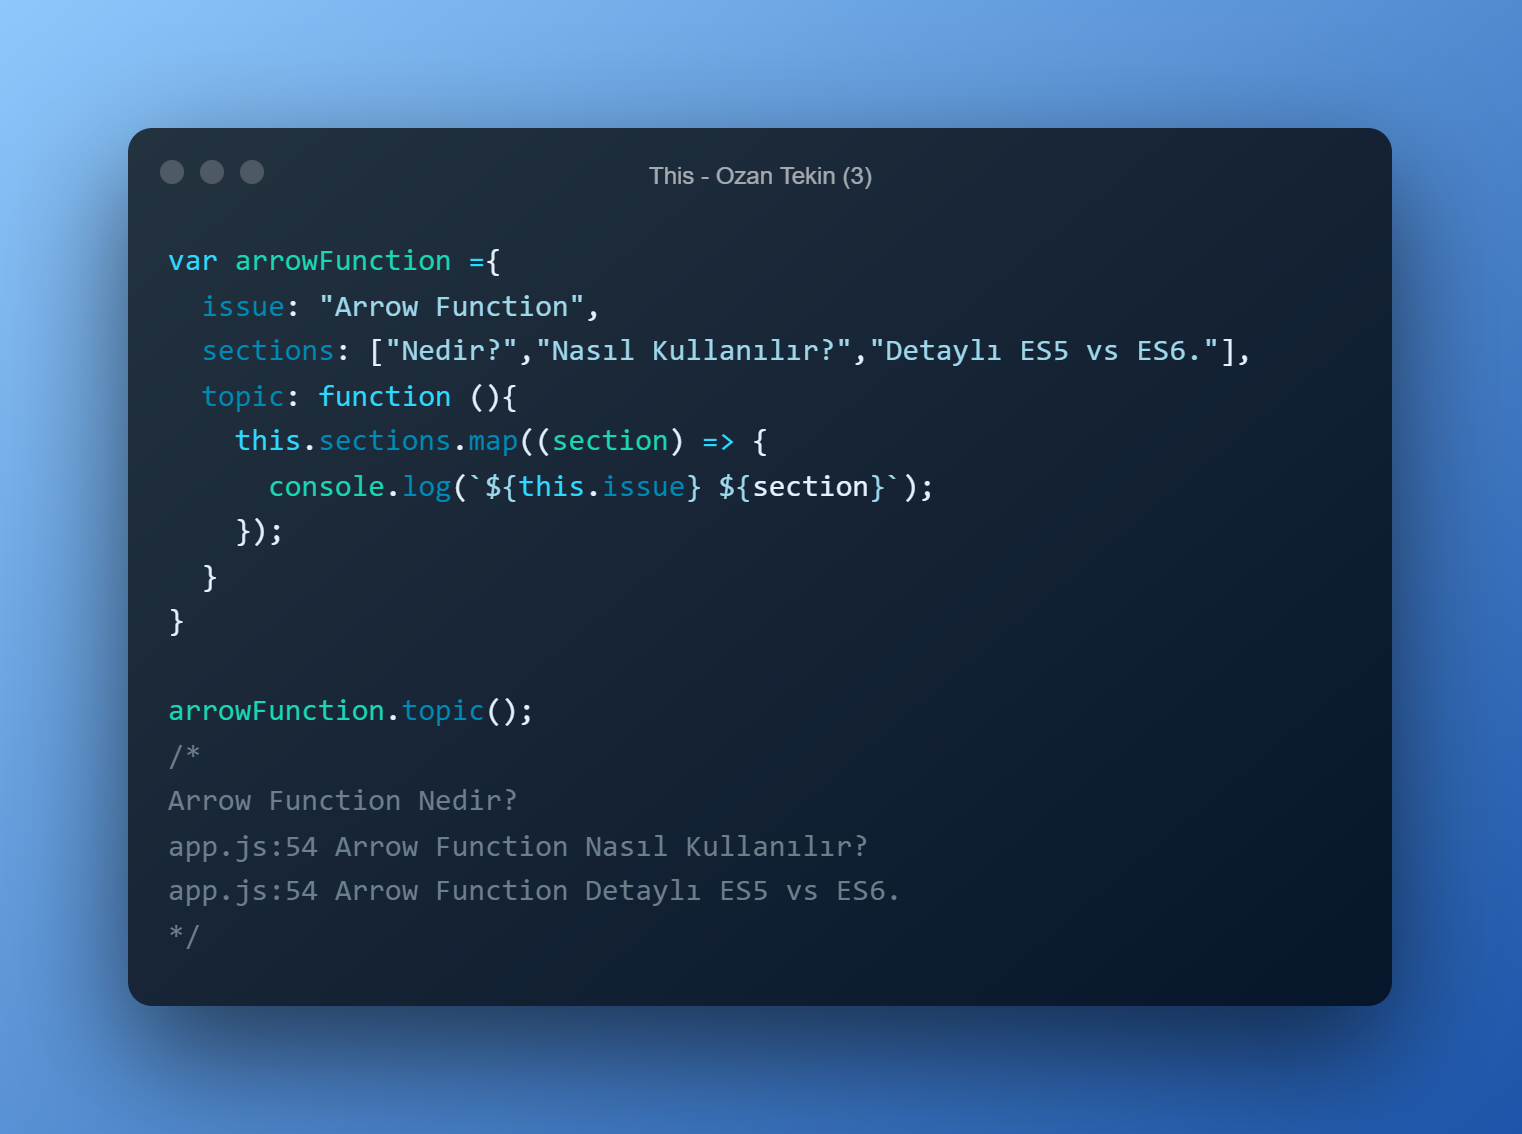 This - Ozan Tekin (3)
var arrowFunction ={
  issue: "Arrow Function",
  sections: ["Nedir?","Nasıl Kullanılır?","Detaylı ES5 vs ES6."],
  topic: function (){
    this.sections.map((section) => {
      console.log(`${this.issue} ${section}`);
    });
  }
}

arrowFunction.topic();
/*
Arrow Function Nedir?
app.js:54 Arrow Function Nasıl Kullanılır?
app.js:54 Arrow Function Detaylı ES5 vs ES6.
*/